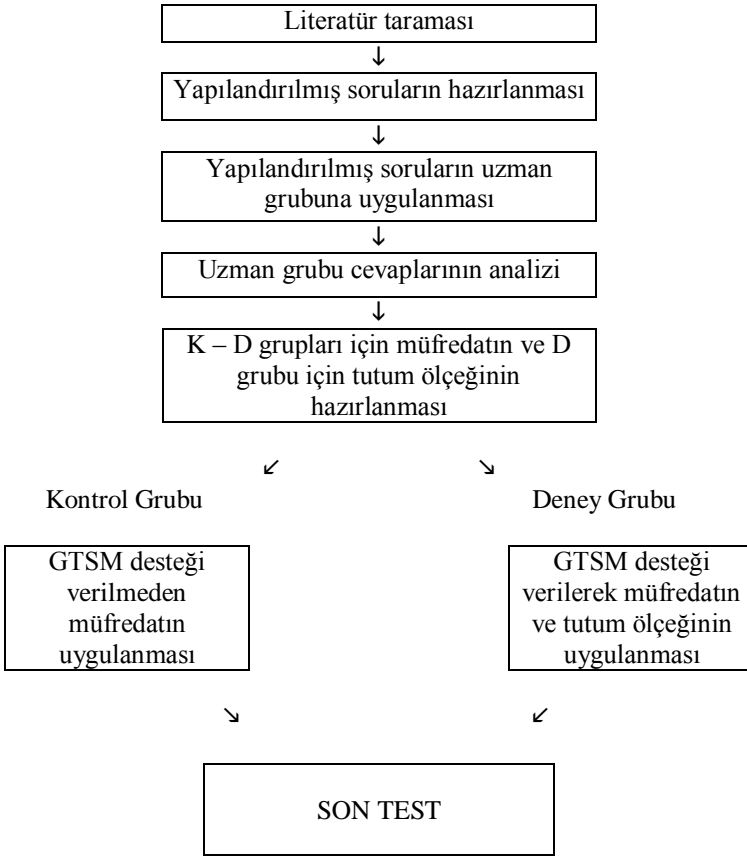 Literatür taraması
↓
Yapılandırılmış soruların hazırlanması
↓
Yapılandırılmış soruların uzman
grubuna uygulanması
↓
Uzman grubu cevaplarının analizi
↓
K – D grupları için müfredatın ve D
grubu için tutum ölçeğinin
hazırlanması
↙ ↘
Kontrol Grubu
Deney Grubu
GTSM desteği
verilmeden
müfredatın
uygulanması
GTSM desteği
verilerek müfredatın
ve tutum ölçeğinin
uygulanması
↘ ↙
SON TEST